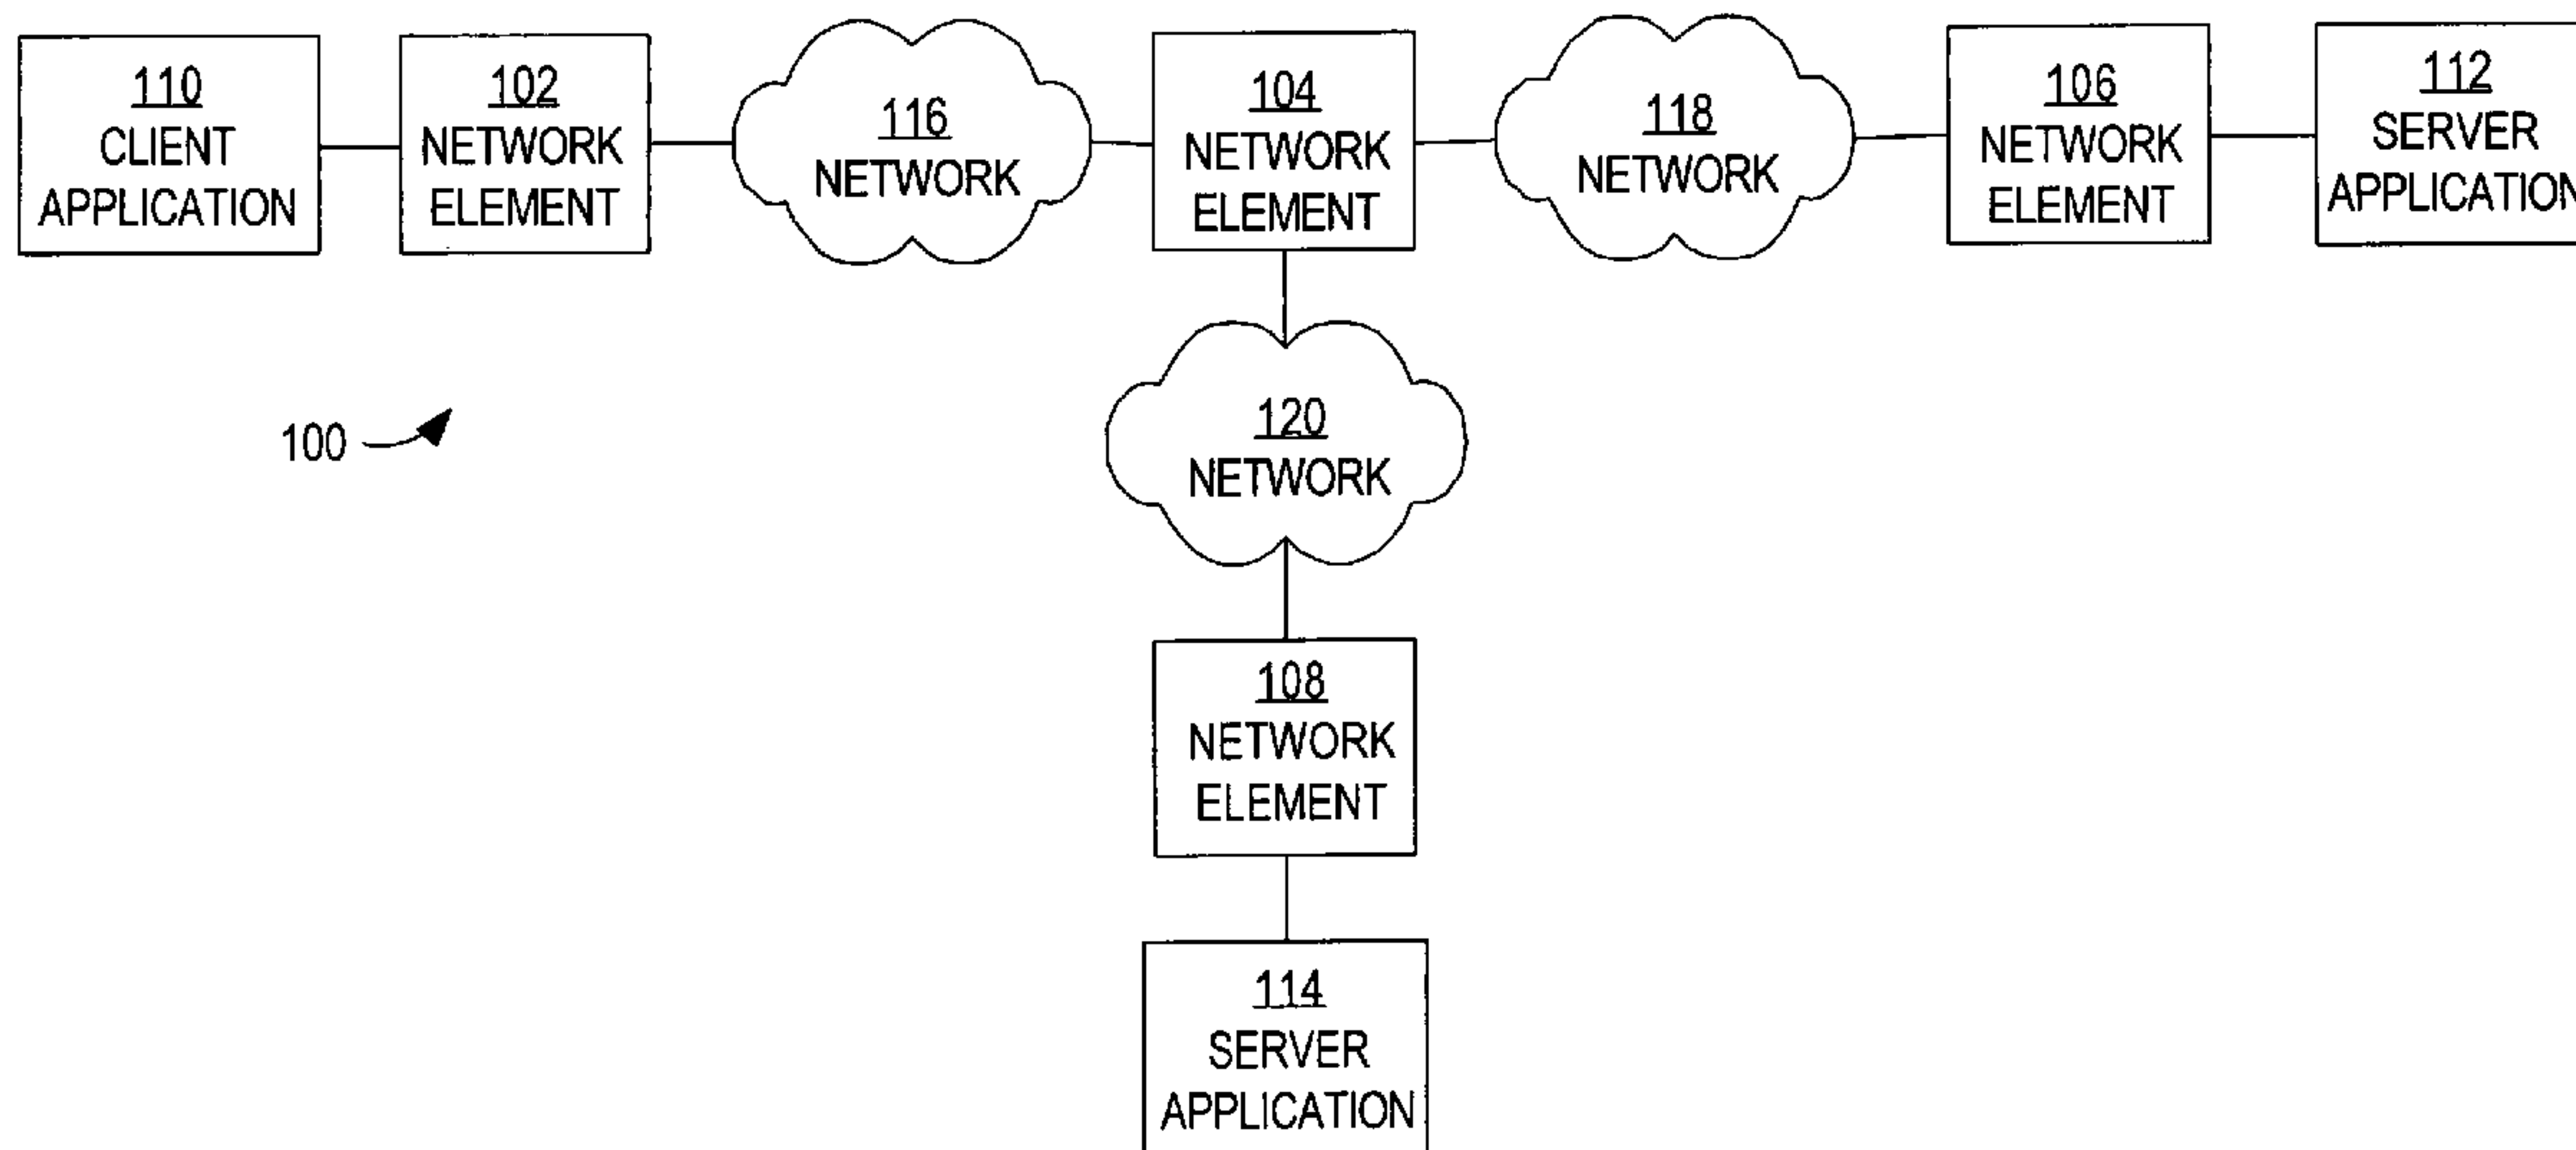 110
CLIENT
APPLICATION
102
NETWORK
ELEMENT
116
NETWORK
104
NETWORK
ELEMENT
118
NETWORK
106
NETWORK
ELEMENT
112
SERVER
APPLICATION
100
120
NETWORK
108
NETWORK
ELEMENT
114
SERVER
APPLICATION